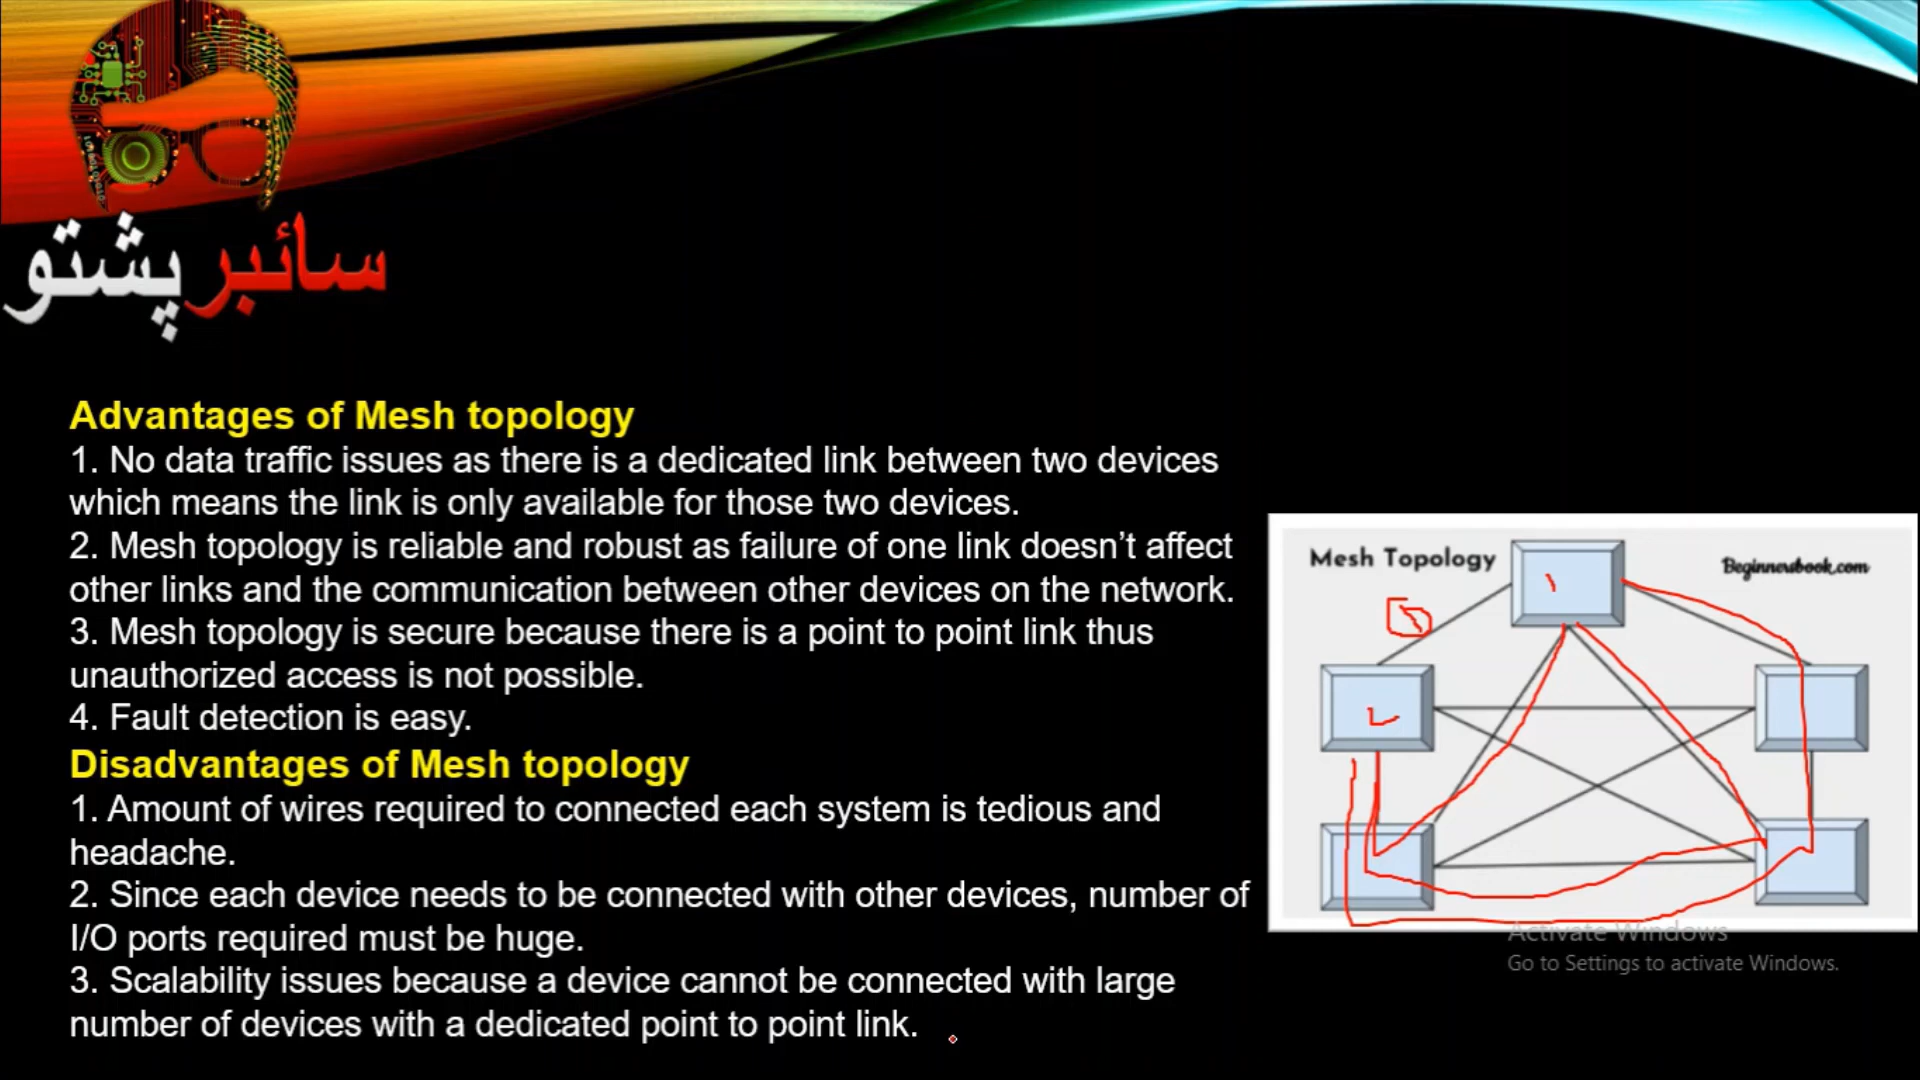 سائبر پشتو
Advantages of Mesh topology
1. No data traffic issues as there is a dedicated link between two devices
which means the link is only available for those two devices.
2. Mesh topology is reliable and robust as failure of one link doesn’t affect
other links and the communication between other devices on the network.
3. Mesh topology is secure because there is a point to point link thus
unauthorized access is not possible.
4. Fault detection is easy.
Disadvantages of Mesh topology
1. Amount of wires required to connected each system is tedious and
headache.
2. Since each device needs to be connected with other devices, number of
I/O ports required must be huge.
3. Scalability issues because a device cannot be connected with large
number of devices with a dedicated point to point link.
Mesh Topology
Beginnersbook.com
1
2
Activate Windows
Go to Settings to activate Windows.